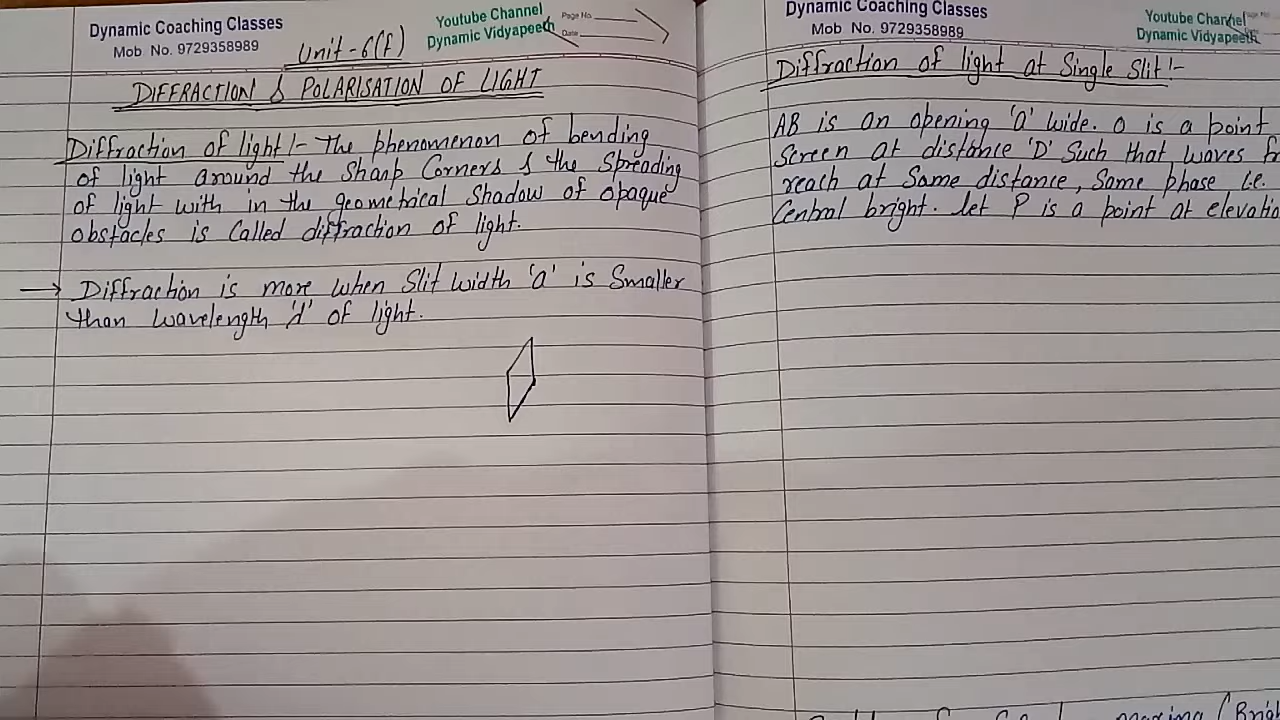 Dynamic Coaching Classes
Mob No. 9729358989
Youtube Channel
Dynamic Vidyapeeth
Page No.
Date
Unit-6(F)
DIFFRACTION & POLARISATION OF LIGHT
Diffraction of light:- The phenomenon of bending
of light around the Sharp Corners & the Spreading
of light with in the geometrical Shadow of opaque
obstacles is Called diffraction of light.
→ Diffraction is more when Slit width 'a' is Smaller
than wavelength 'λ' of light.
Dynamic Coaching Classes
Mob No. 9729358989
Youtube Channel
Dynamic Vidyapeeth
Diffraction of light at Single Slit:-
AB is an opening 'a' wide. O is a point
Screen at distance 'D' Such that waves
reach at Same distance, Same phase i.e.
Central bright. Let P is a point at elevatio